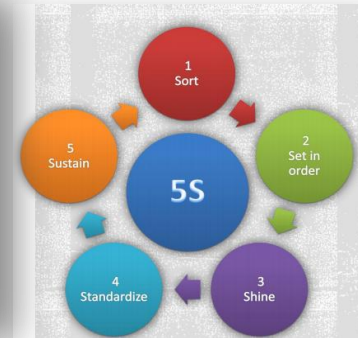 1
Sort
2
Set in
order
3
Shine
4
Standardize
5
Sustain
5S